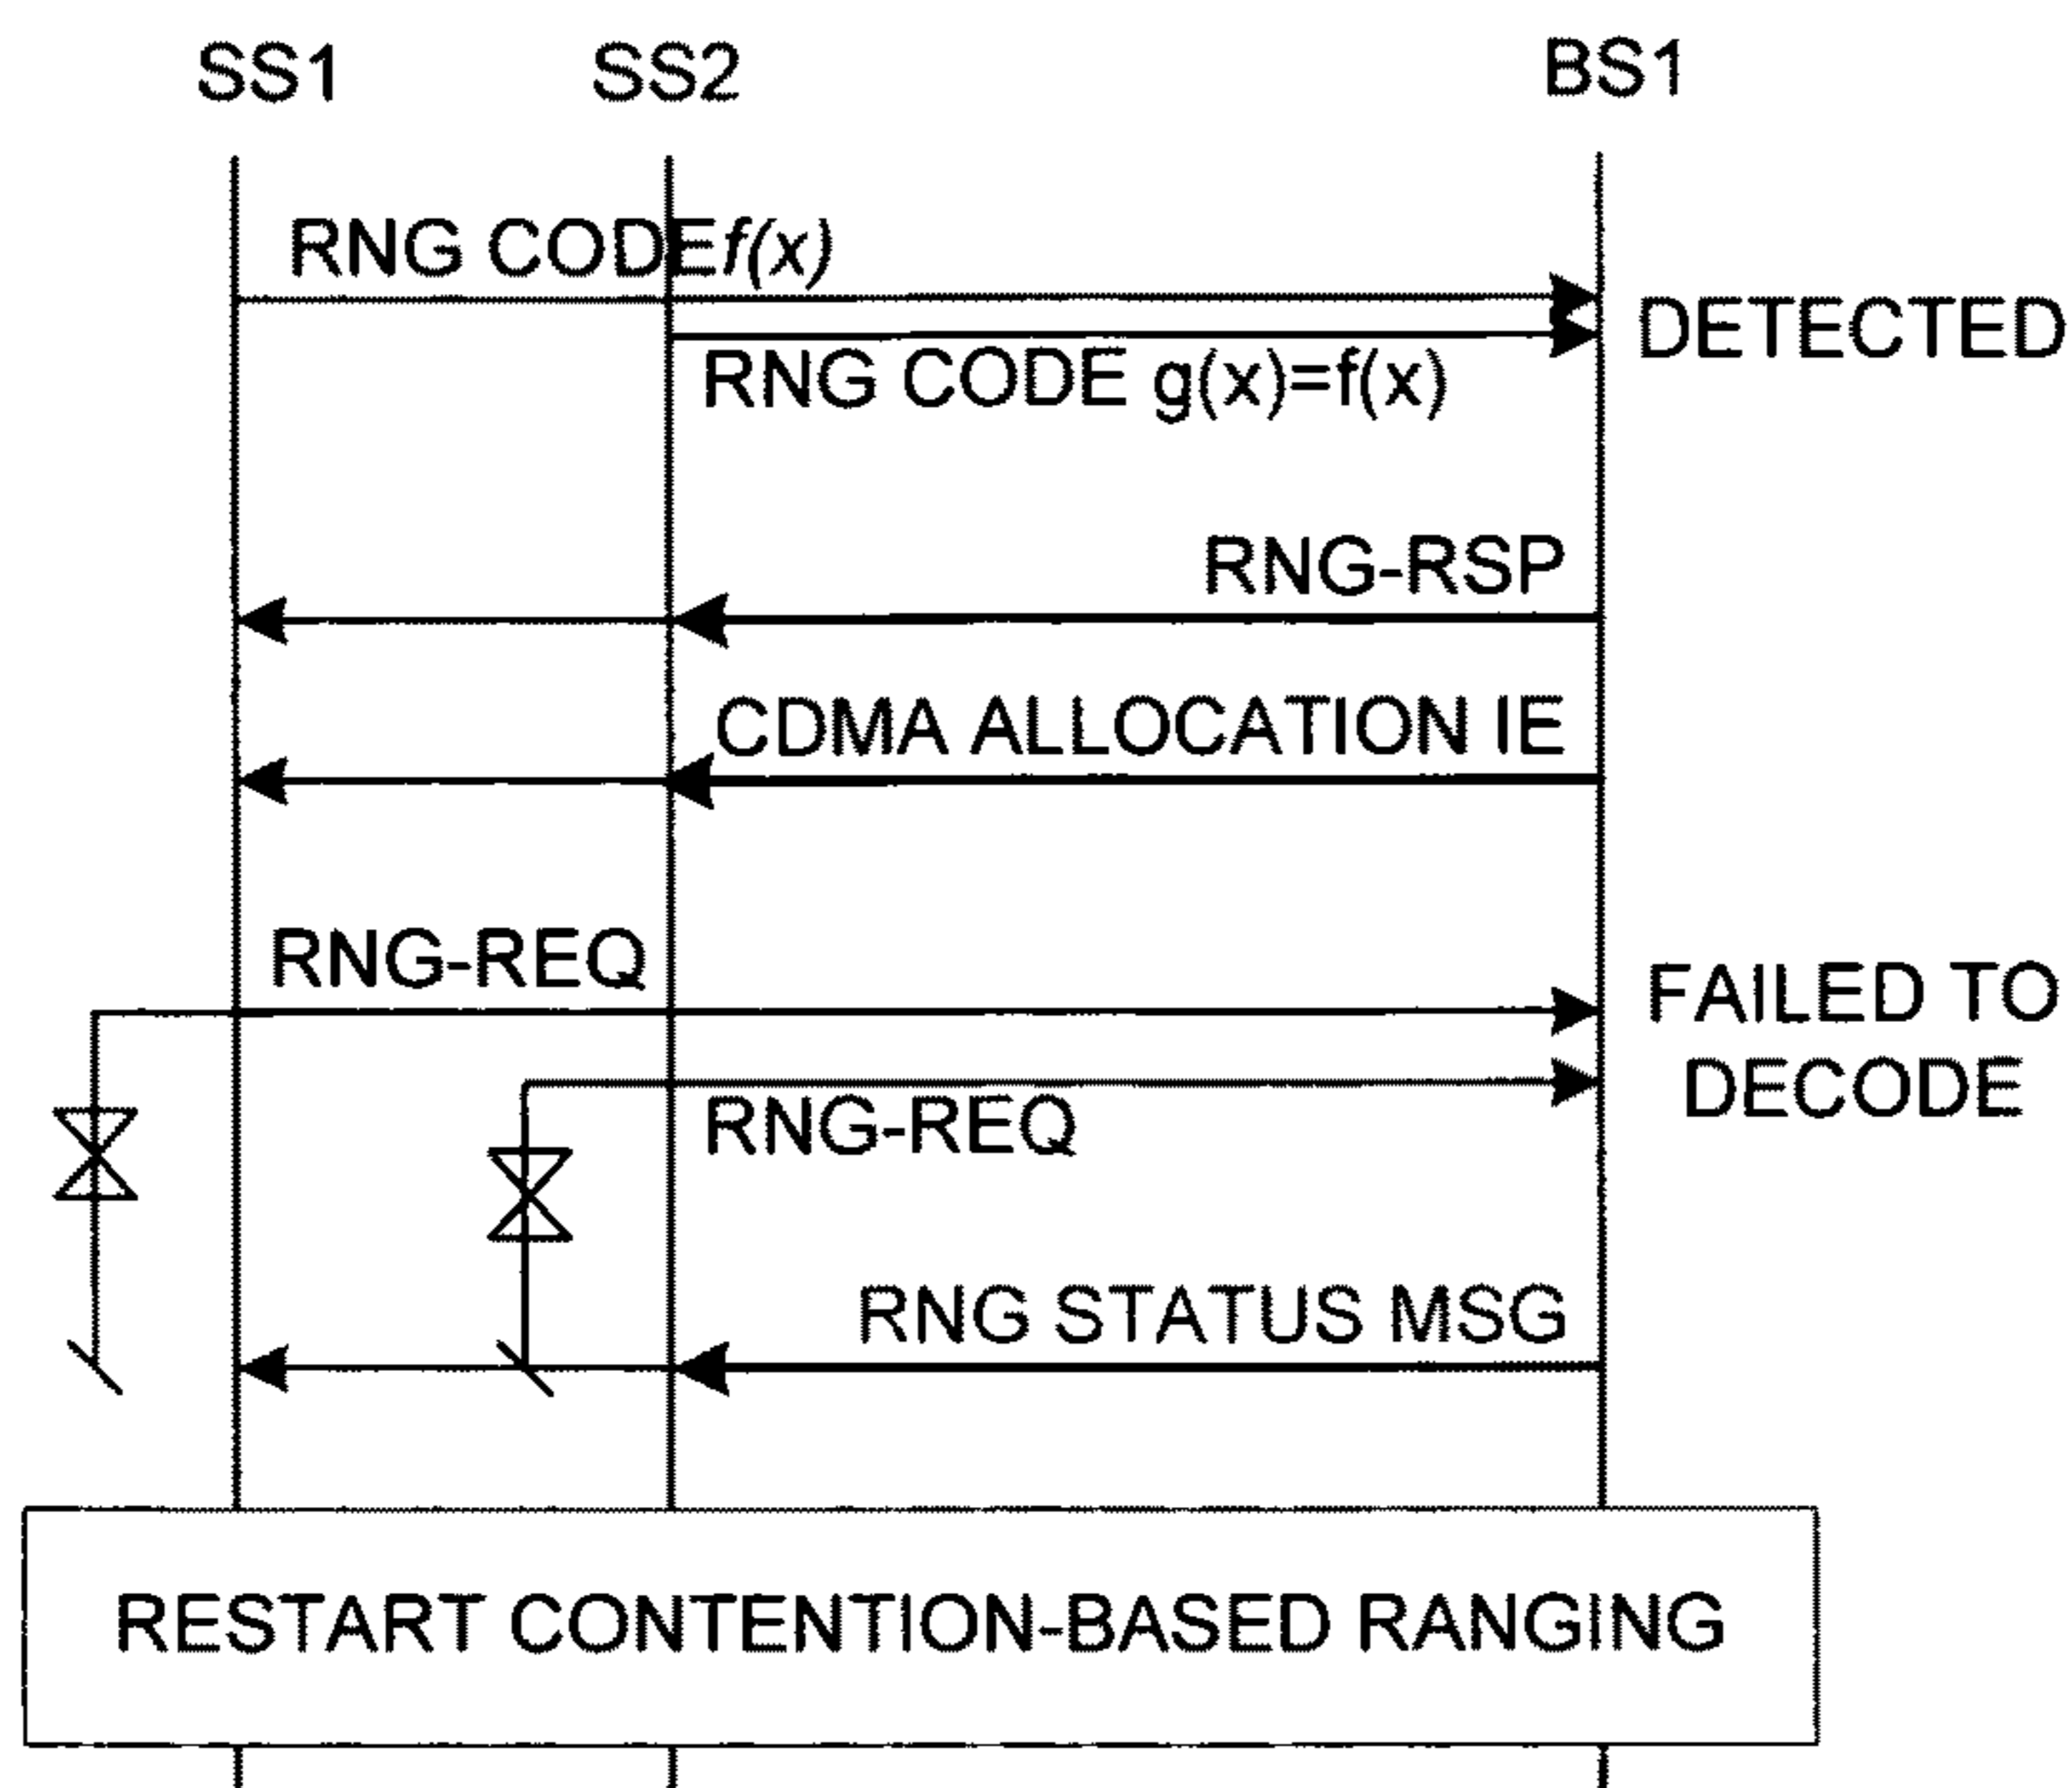 SS1 SS2 BS1
RNG CODE f(x)
DETECTED
RNG CODE g(x)=f(x)
RNG-RSP
CDMA ALLOCATION IE
RNG-REQ
FAILED TO
DECODE
RNG-REQ
RNG STATUS MSG
RESTART CONTENTION-BASED RANGING